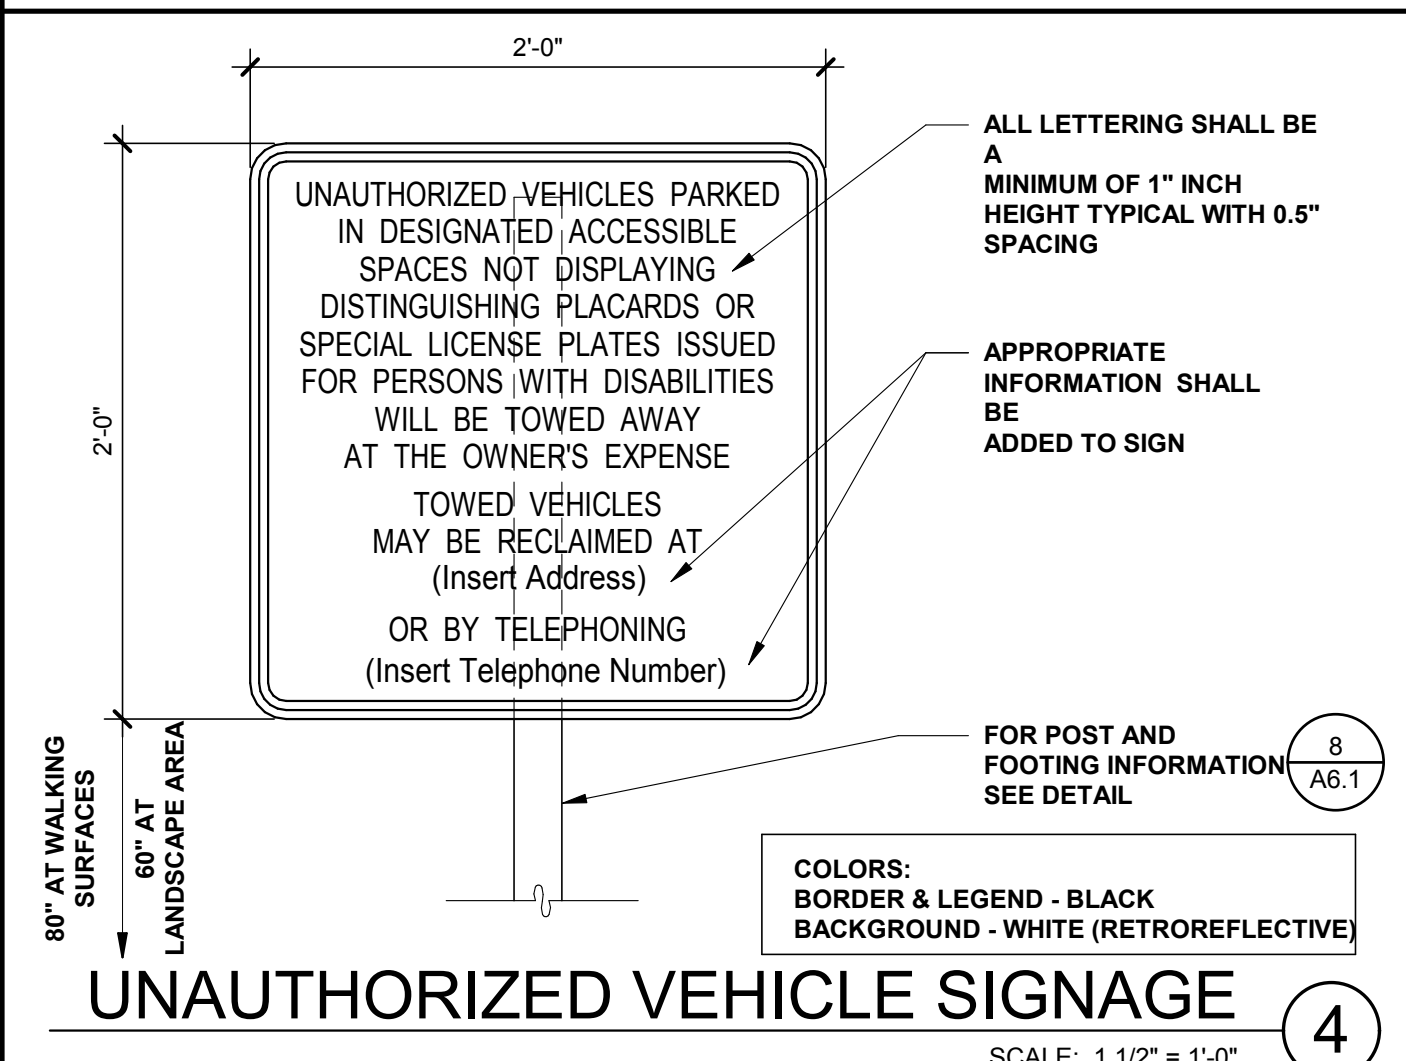 2'-0"
ALL LETTERING SHALL BE
A
MINIMUM OF 1" INCH
HEIGHT TYPICAL WITH 0.5"
SPACING
UNAUTHORIZED VEHICLES PARKED
IN DESIGNATED ACCESSIBLE
SPACES NOT DISPLAYING
DISTINGUISHING PLACARDS OR
SPECIAL LICENSE PLATES ISSUED
FOR PERSONS WITH DISABILITIES
WILL BE TOWED AWAY
AT THE OWNER'S EXPENSE
TOWED VEHICLES
MAY BE RECLAIMED AT
(Insert Address)
OR BY TELEPHONING
(Insert Telephone Number)
2'-0"
APPROPRIATE
INFORMATION SHALL
BE
ADDED TO SIGN
FOR POST AND
FOOTING INFORMATION
SEE DETAIL
8
A6.1
80" AT WALKING
SURFACES
60" AT
LANDSCAPE AREA
COLORS:
BORDER & LEGEND - BLACK
BACKGROUND - WHITE (RETROREFLECTIVE)
UNAUTHORIZED VEHICLE SIGNAGE
4
SCALE: 1 1/2" = 1'-0"